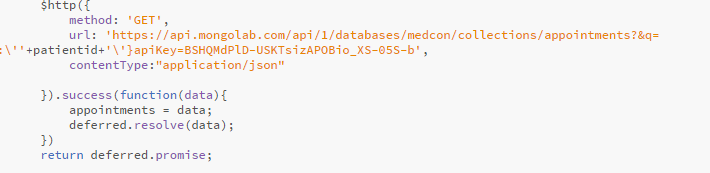 $http({
method: 'GET',
url: 'https://api.mongolab.com/api/1/databases/medcon/collections/appointments?&q=
:\''+patientid+'\'}apiKey=BSHQMdPlD-USKTsizAPOBio_XS-05S-b',
contentType:"application/json"
}).success(function(data){
appointments = data;
deferred.resolve(data);
})
return deferred.promise;